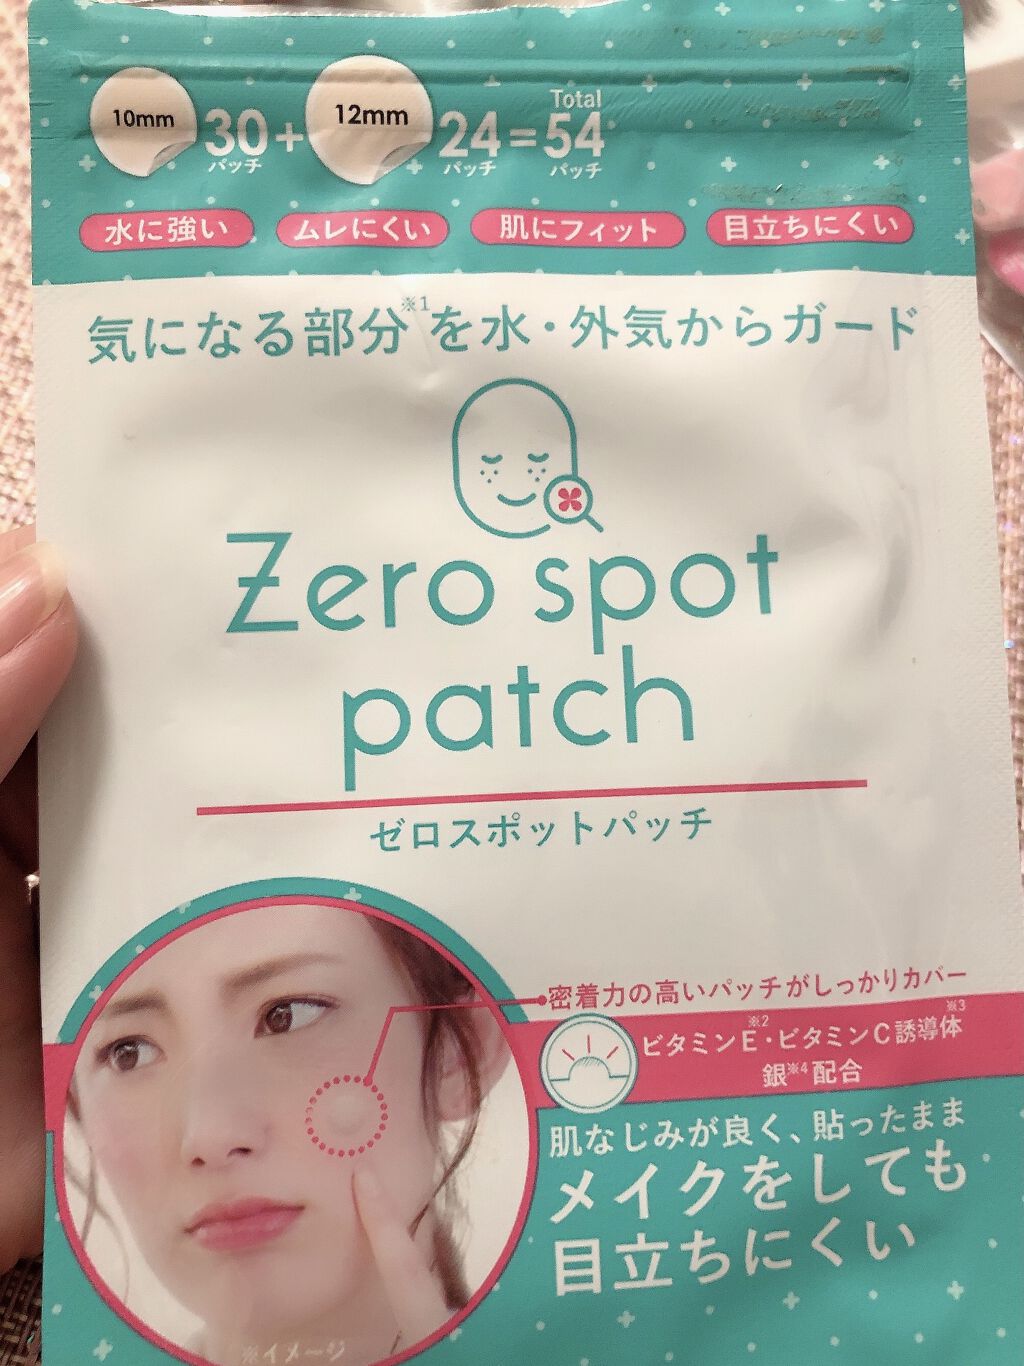 10mm 30 + 12mm 24 = Total 54
パッチ パッチ パッチ
水に強い ムレにくい 肌にフィット 目立ちにくい
気になる部分※1を水・外気からガード
Zero spot
patch
ゼロスポットパッチ
密着力の高いパッチがしっかりカバー
ビタミンE※2・ビタミンC誘導体※3
銀※4配合
肌なじみが良く、貼ったまま
メイクをしても
目立ちにくい
※イメージ